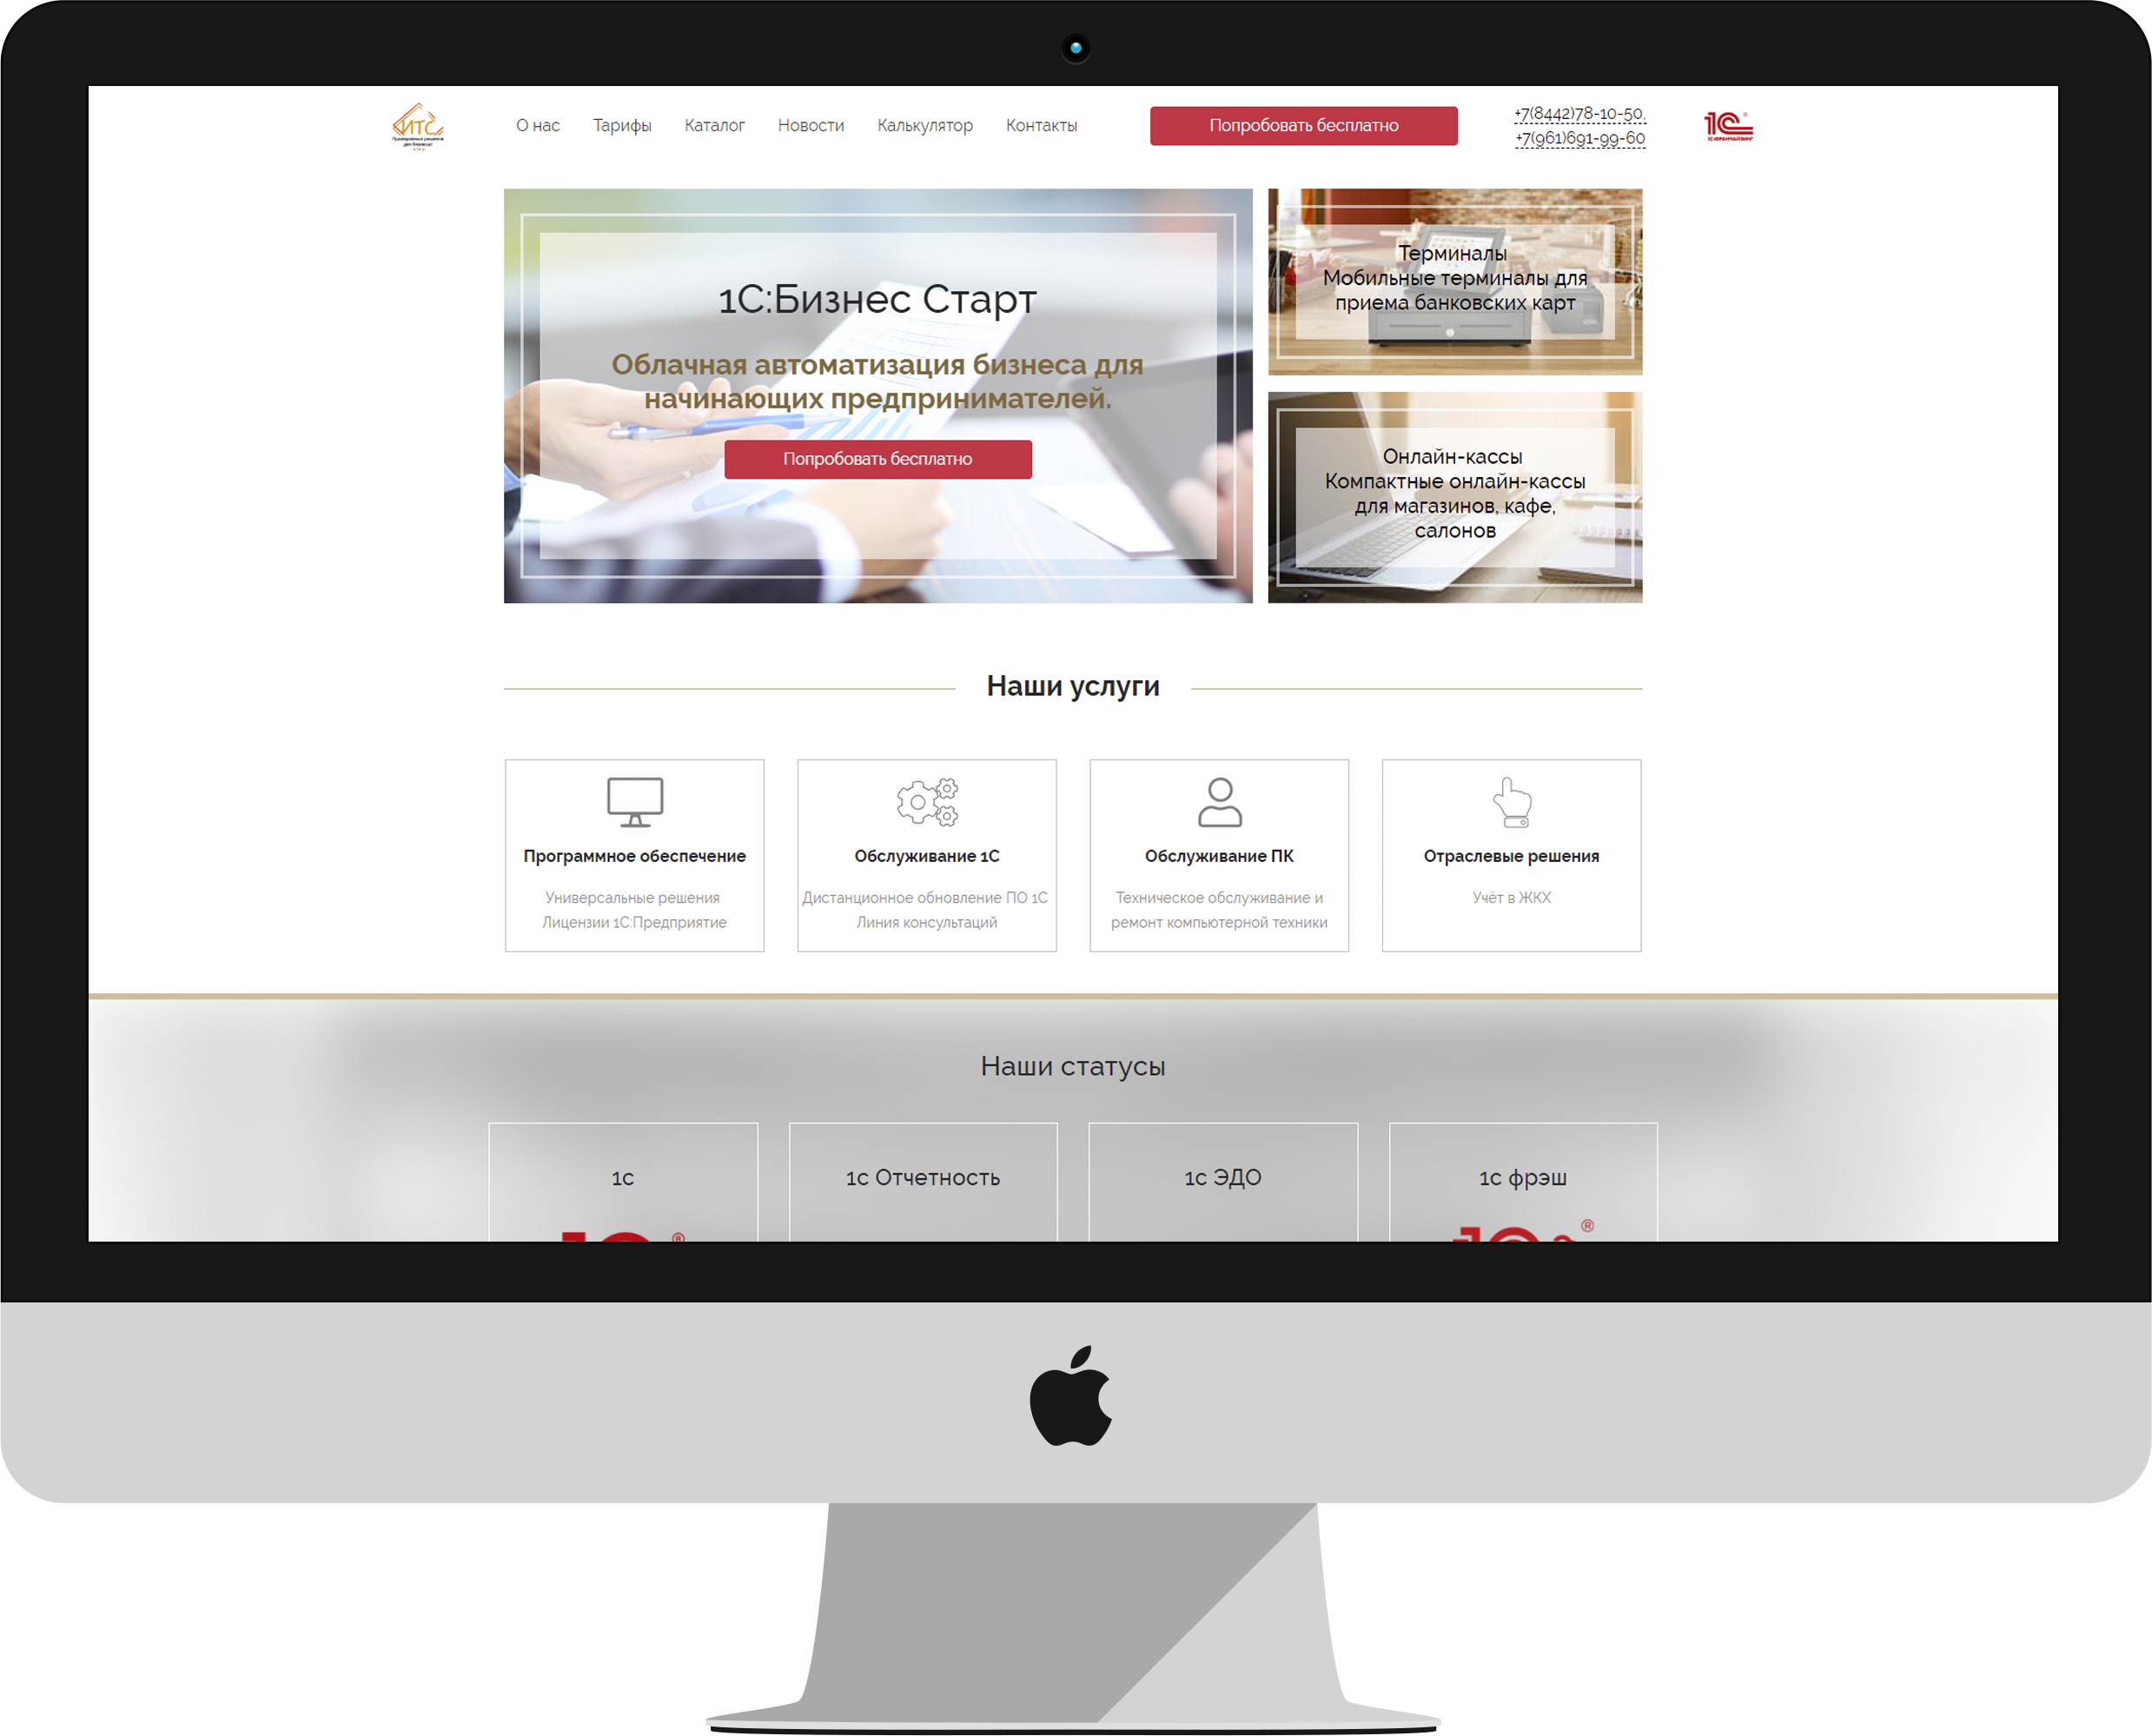 ИТС
О нас
Тарифы
Каталог
Новости
Калькулятор
Контакты
Попробовать бесплатно
+7(8442)78-10-50,
+7(961)691-99-60
1С®
1С:ФРАНЧАЙЗИНГ
1С:Бизнес Старт
Облачная автоматизация бизнеса для
начинающих предпринимателей.
Попробовать бесплатно
Терминалы
Мобильные терминалы для
приема банковских карт
Онлайн-кассы
Компактные онлайн-кассы
для магазинов, кафе,
салонов
Наши услуги
Программное обеспечение
Универсальные решения
Лицензии 1С:Предприятие
Обслуживание 1С
Дистанционное обновление ПО 1С
Линия консультаций
Обслуживание ПК
Техническое обслуживание и
ремонт компьютерной техники
Отраслевые решения
Учёт в ЖКХ
Наши статусы
1с
1с Отчетность
1с ЭДО
1с фрэш